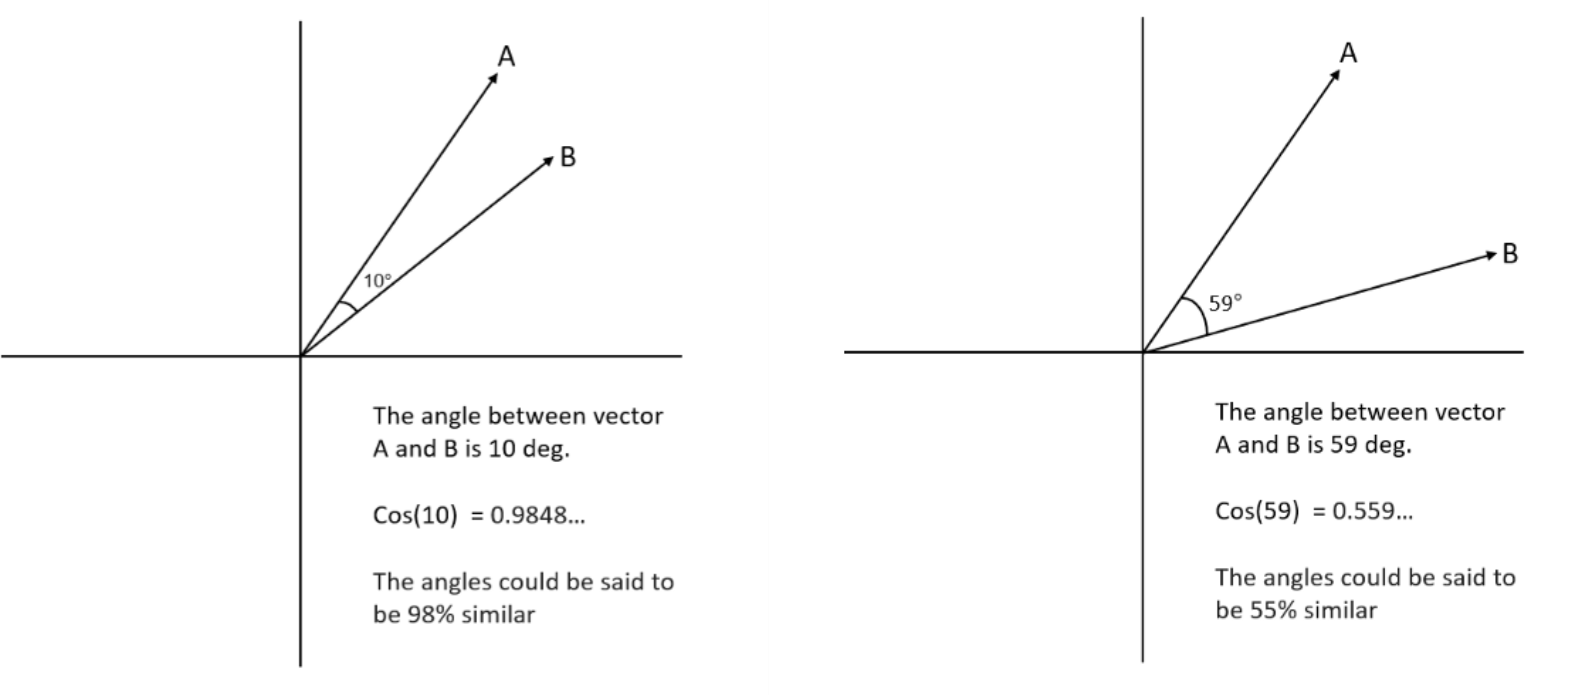 A
B
10°
The angle between vector
A and B is 10 deg.
Cos(10) = 0.9848...
The angles could be said to
be 98% similar
A
B
59°
The angle between vector
A and B is 59 deg.
Cos(59) = 0.559...
The angles could be said to
be 55% similar